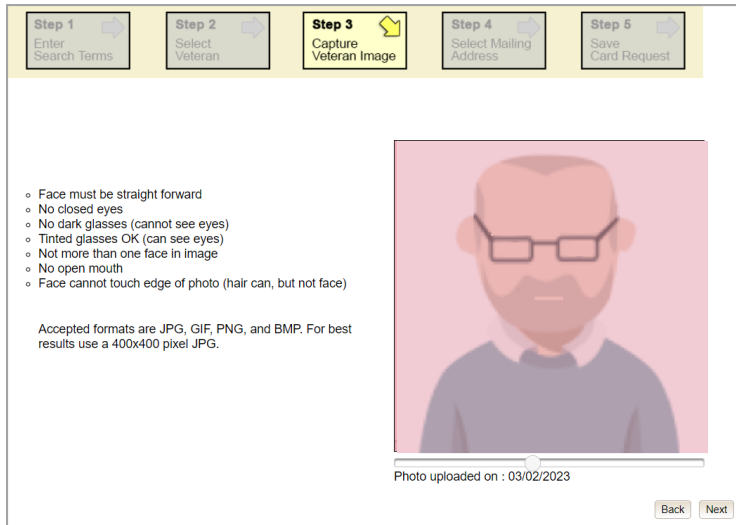 Step 1
Enter
Search Terms
Step 2
Select
Veteran
Step 3
Capture
Veteran Image
Step 4
Select Mailing
Address
Step 5
Save
Card Request
Face must be straight forward
No closed eyes
No dark glasses (cannot see eyes)
Tinted glasses OK (can see eyes)
Not more than one face in image
No open mouth
Face cannot touch edge of photo (hair can, but not face)
Accepted formats are JPG, GIF, PNG, and BMP. For best
results use a 400x400 pixel JPG.
Photo uploaded on : 03/02/2023
Back Next